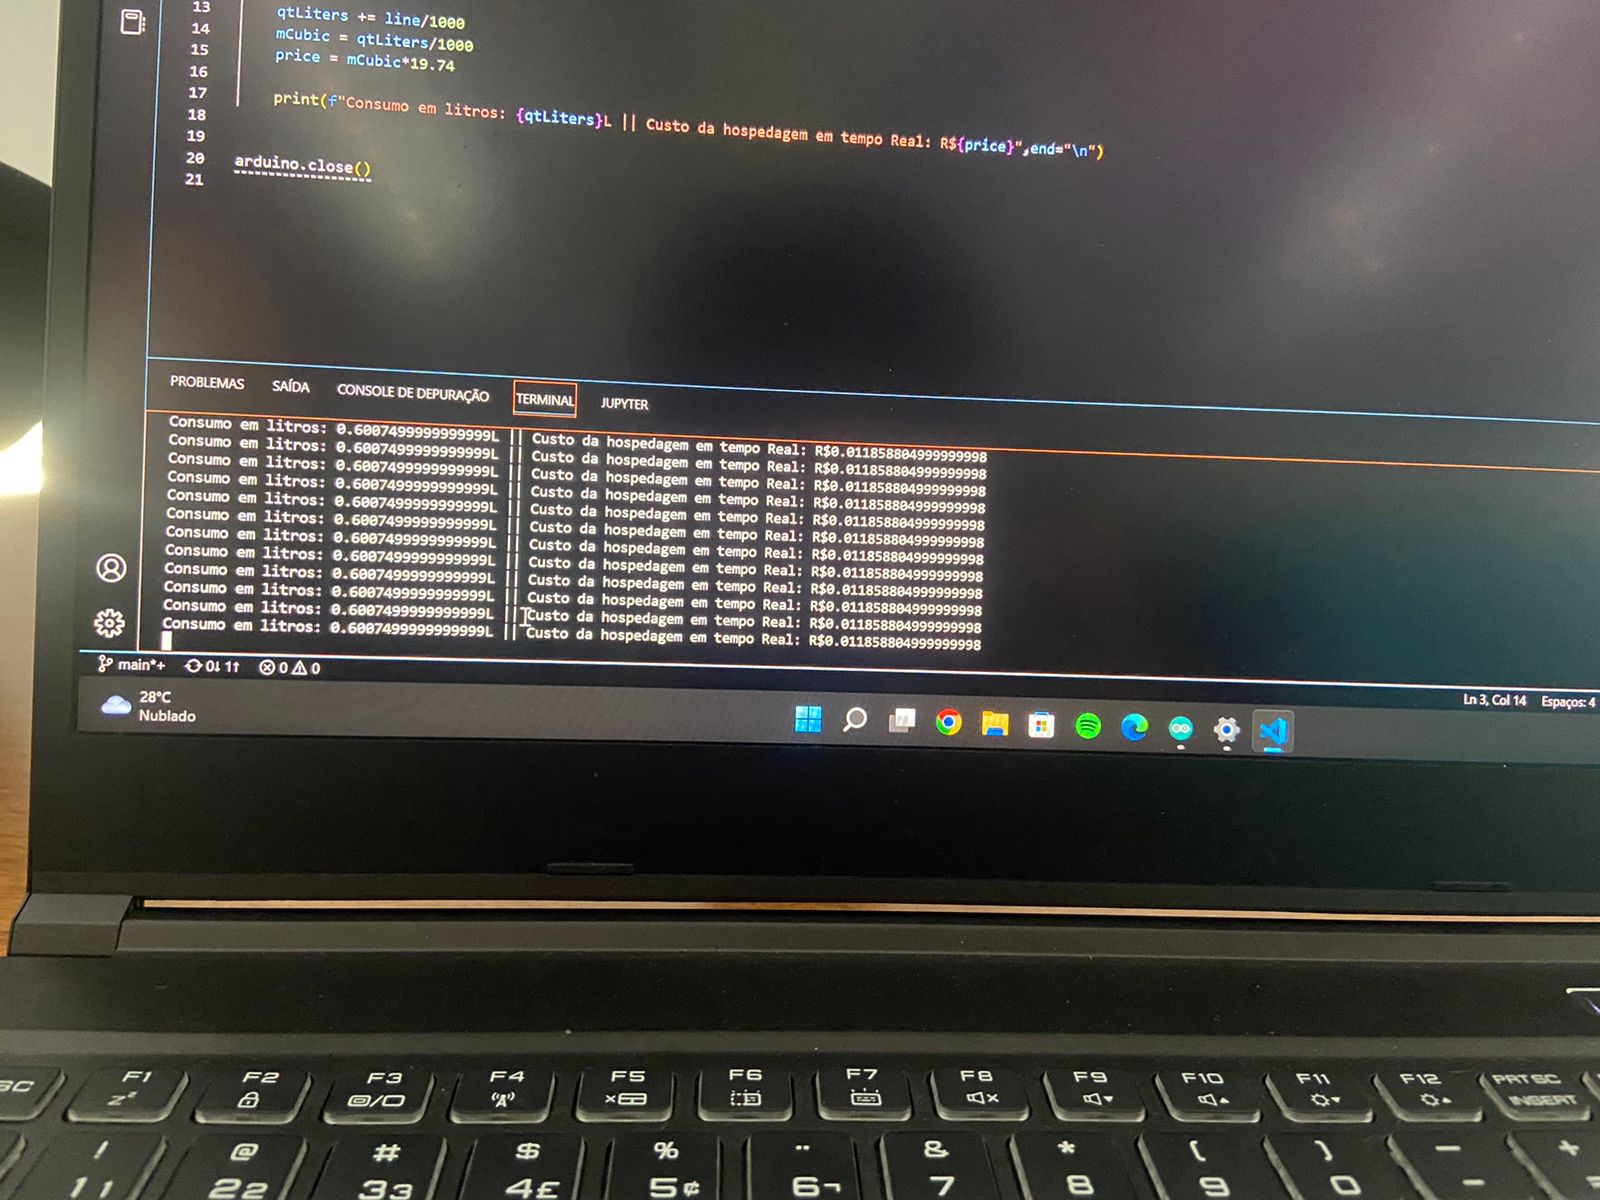 13 qtLiters += line/1000
14 mCubic = qtLiters/1000
15 price = mCubic*19.74
16
17 print(f"Consumo em litros: {qtLiters}L || Custo da hospedagem em tempo Real: R${price}",end="\n")
18
19
20 arduino.close()
21
PROBLEMAS SAÍDA CONSOLE DE DEPURAÇÃO TERMINAL JUPYTER
Consumo em litros: 0.6007499999999999L || Custo da hospedagem em tempo Real: R$0.011858804999999998
Consumo em litros: 0.6007499999999999L || Custo da hospedagem em tempo Real: R$0.011858804999999998
Consumo em litros: 0.6007499999999999L || Custo da hospedagem em tempo Real: R$0.011858804999999998
Consumo em litros: 0.6007499999999999L || Custo da hospedagem em tempo Real: R$0.011858804999999998
Consumo em litros: 0.6007499999999999L || Custo da hospedagem em tempo Real: R$0.011858804999999998
Consumo em litros: 0.6007499999999999L || Custo da hospedagem em tempo Real: R$0.011858804999999998
Consumo em litros: 0.6007499999999999L || Custo da hospedagem em tempo Real: R$0.011858804999999998
Consumo em litros: 0.6007499999999999L || Custo da hospedagem em tempo Real: R$0.011858804999999998
Consumo em litros: 0.6007499999999999L || Custo da hospedagem em tempo Real: R$0.011858804999999998
Consumo em litros: 0.6007499999999999L || Custo da hospedagem em tempo Real: R$0.011858804999999998
Consumo em litros: 0.6007499999999999L || Custo da hospedagem em tempo Real: R$0.011858804999999998
Consumo em litros: 0.6007499999999999L || Custo da hospedagem em tempo Real: R$0.011858804999999998
main*+ 0↓ 1↑ 0 0 Ln 3, Col 14 Espaços: 4
28°C
Nublado
SC F1 F2 F3 F4 F5 F6 F7 F8 F9 F10 F11 F12 PRT SC
INSERT
! @ # $ % ¨ & * ( ) _ +
1 1 2 2 3 3 4 £ 5 ¢ 6 ¬ 7 8 9 0 -